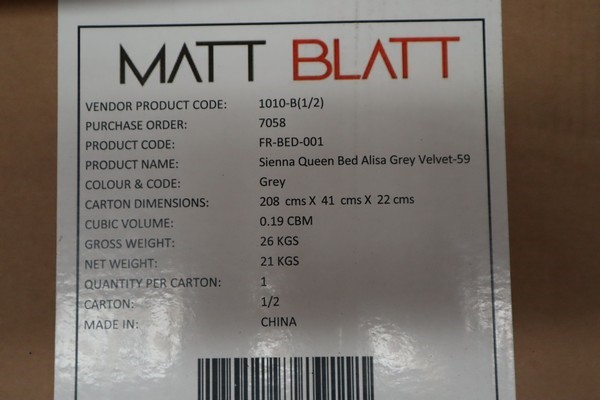 MATT BLATT
VENDOR PRODUCT CODE: 1010-B(1/2)
PURCHASE ORDER: 7058
PRODUCT CODE: FR-BED-001
PRODUCT NAME: Sienna Queen Bed Alisa Grey Velvet-59
COLOUR & CODE: Grey
CARTON DIMENSIONS: 208 cms X 41 cms X 22 cms
CUBIC VOLUME: 0.19 CBM
GROSS WEIGHT: 26 KGS
NET WEIGHT: 21 KGS
QUANTITY PER CARTON: 1
CARTON: 1/2
MADE IN: CHINA